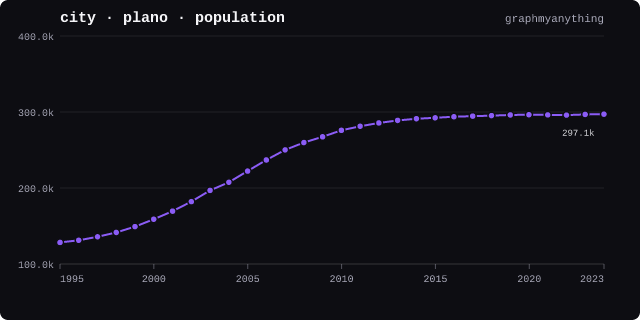 city · plano · population
graphmyanything
400.0k
300.0k
297.1k
200.0k
100.0k
1995 2000 2005 2010 2015 2020 2023